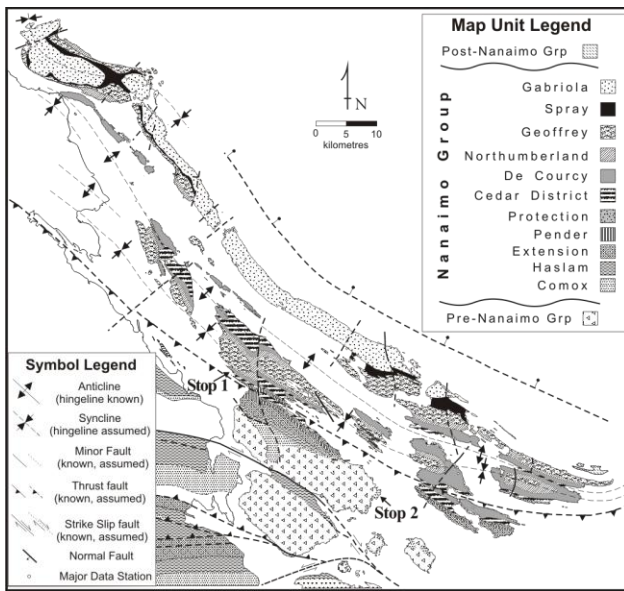 Map Unit Legend
Post-Nanaimo Grp
Nanaimo Group
Gabriola
Spray
Geoffrey
Northumberland
De Courcy
Cedar District
Protection
Pender
Extension
Haslam
Comox
Pre-Nanaimo Grp
N
0 5 10
kilometres
Stop 1
Stop 2
Symbol Legend
Anticline
(hingeline known)
Syncline
(hingeline assumed)
Minor Fault
(known, assumed)
Thrust fault
(known, assumed)
Strike Slip fault
(known, assumed)
Normal Fault
Major Data Station